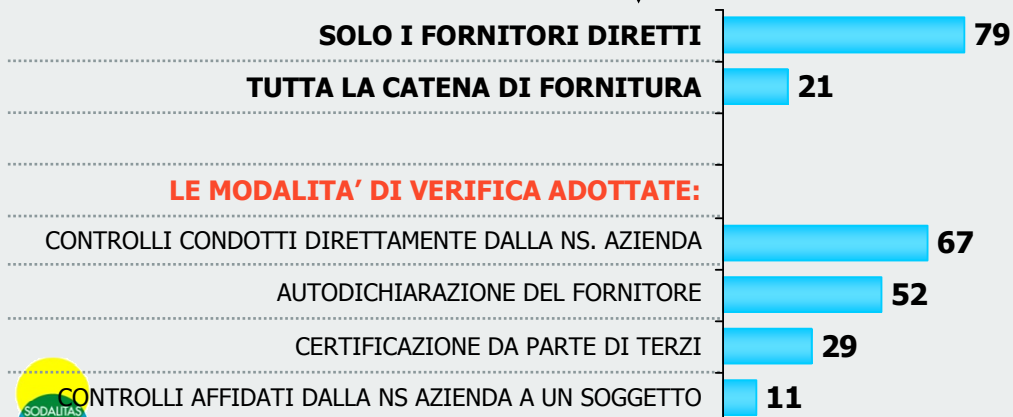 SOLO I FORNITORI DIRETTI 79
TUTTA LA CATENA DI FORNITURA 21
LE MODALITA' DI VERIFICA ADOTTATE:
CONTROLLI CONDOTTI DIRETTAMENTE DALLA NS. AZIENDA 67
AUTODICHIARAZIONE DEL FORNITORE 52
CERTIFICAZIONE DA PARTE DI TERZI 29
CONTROLLI AFFIDATI DALLA NS AZIENDA A UN SOGGETTO 11
SODALITAS